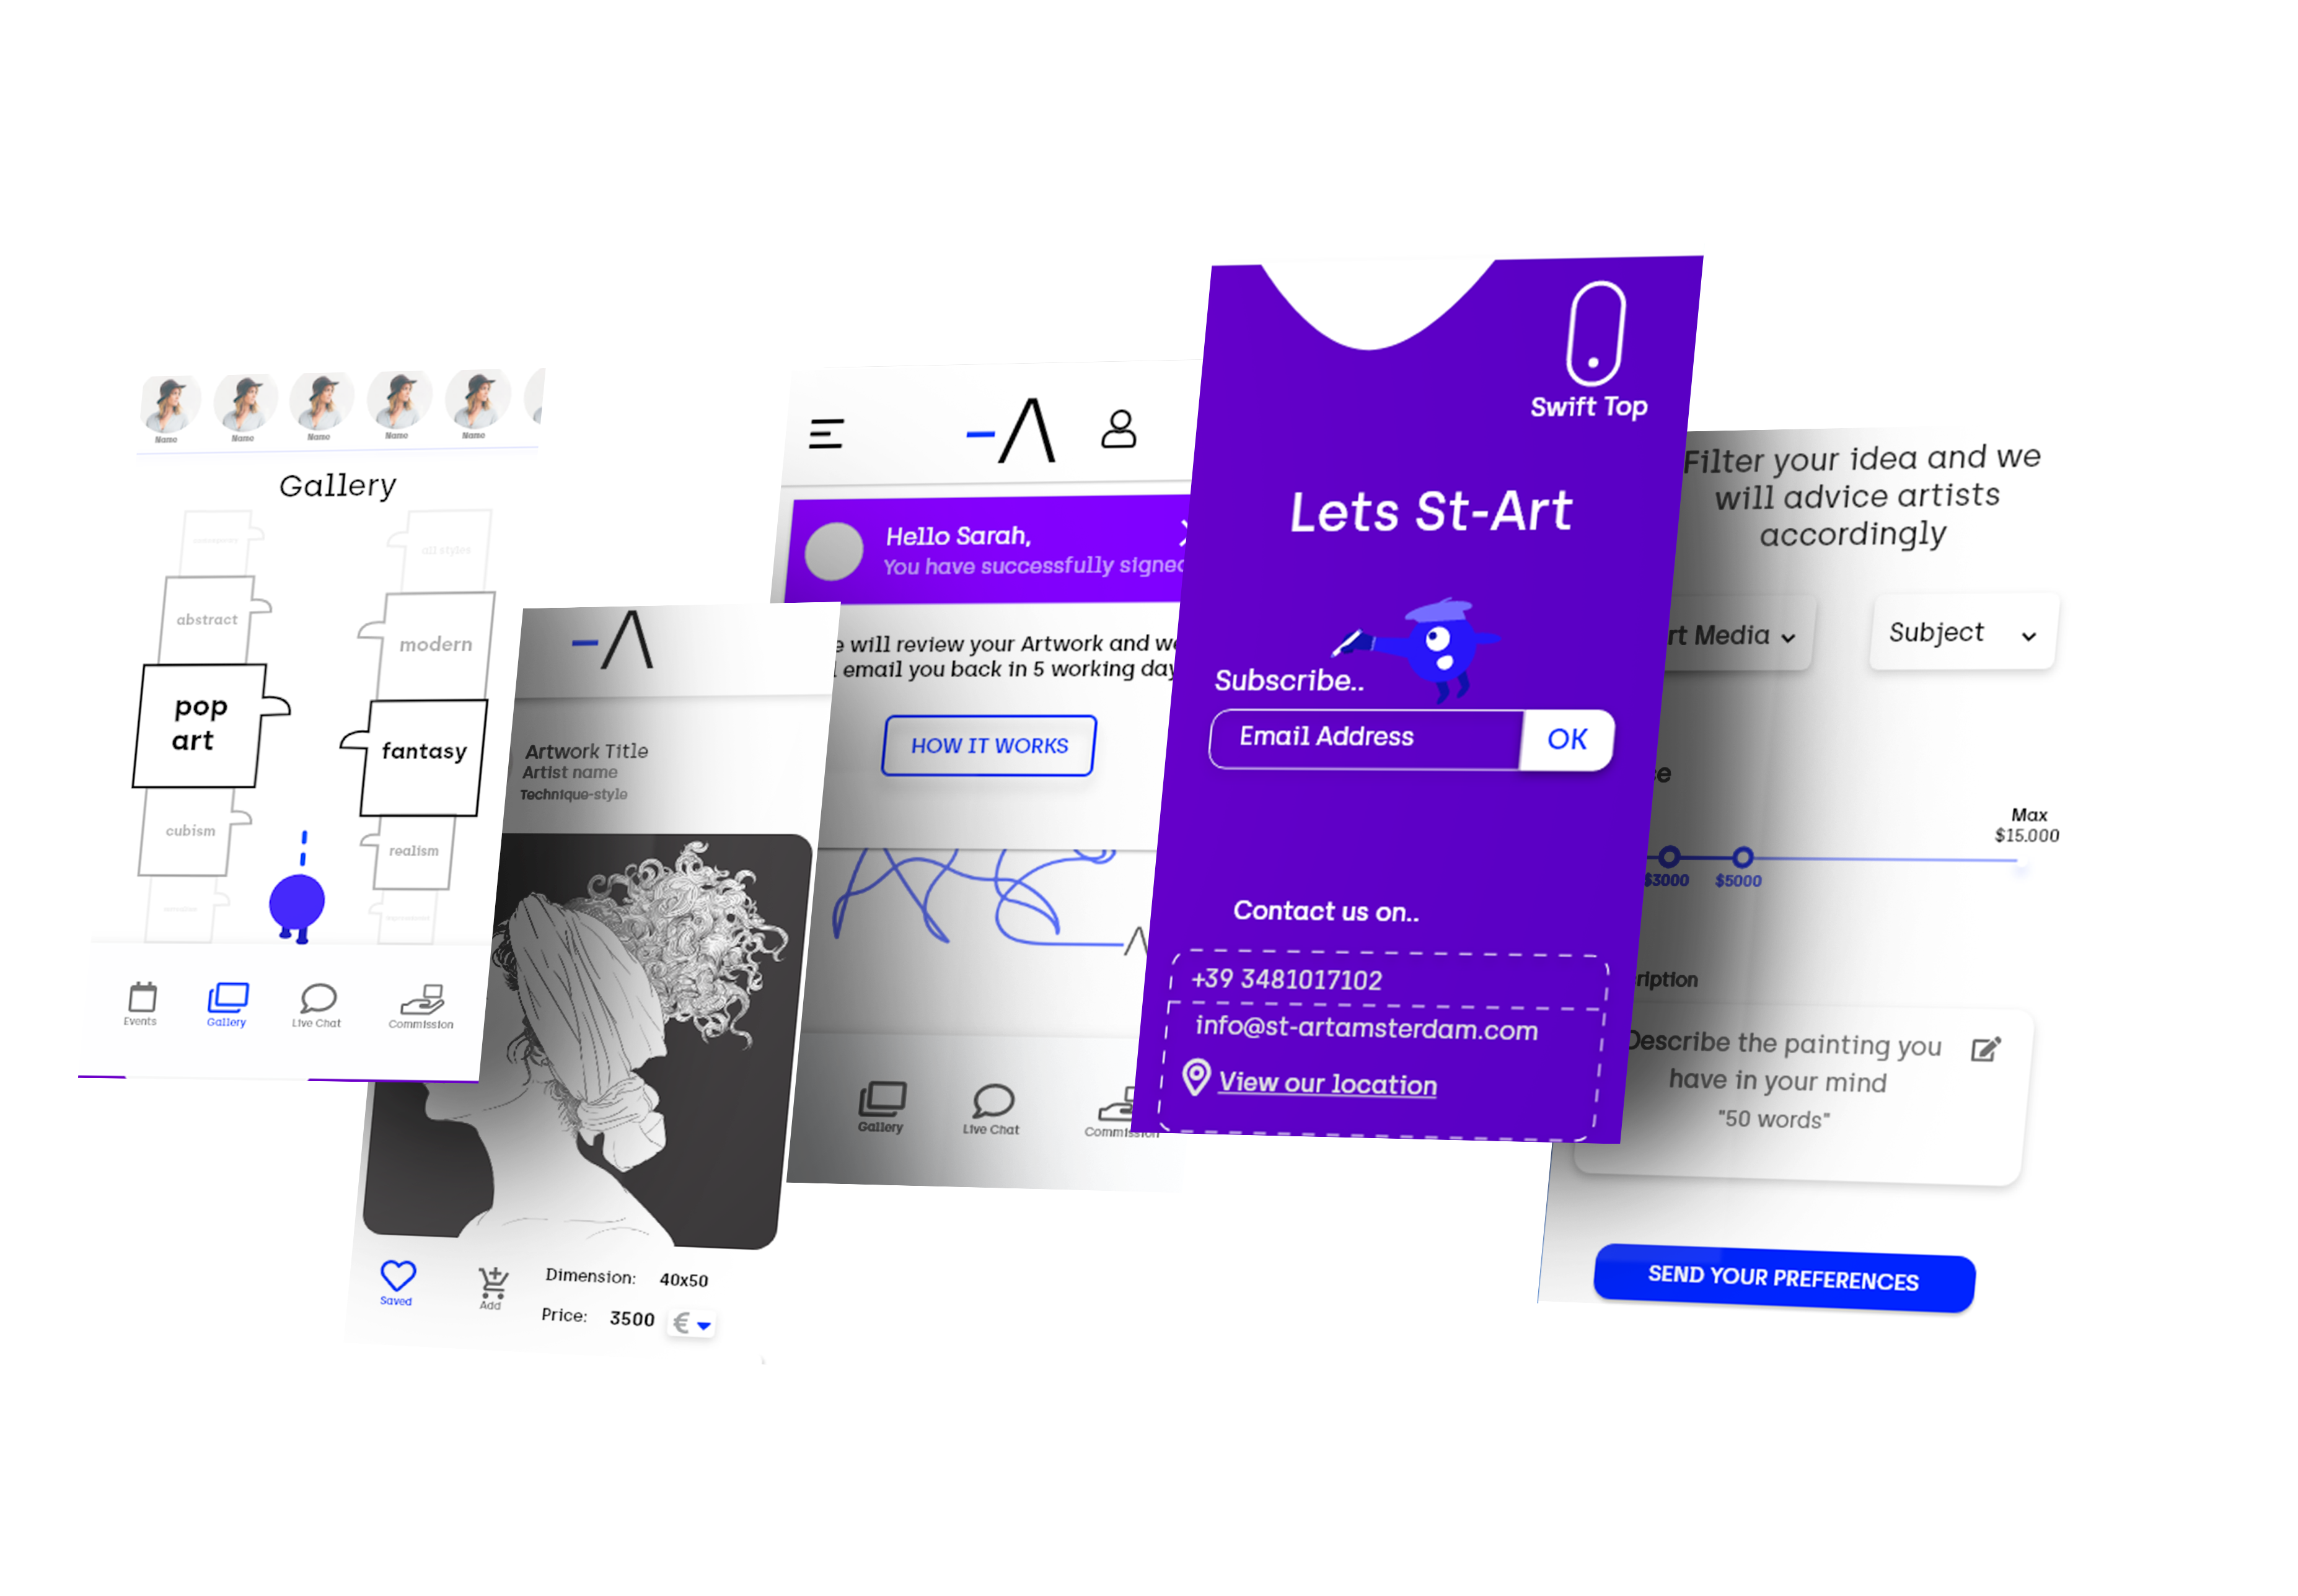 Name
Name
Name
Name
Name
Gallery
all styles
abstract
modern
pop
art
fantasy
cubism
realism
Events
Gallery
Live Chat
Commission
Artwork Title
Artist name
Technique-style
Saved
Add
Dimension: 40x50
Price: 3500 €
Hello Sarah,
You have successfully signed
will review your Artwork and we
email you back in 5 working day
HOW IT WORKS
Gallery
Live Chat
Commission
Swift Top
Lets St-Art
Subscribe..
Email Address
OK
Contact us on..
+39 3481017102
info@st-artamsterdam.com
View our location
Filter your idea and we
will advice artists
accordingly
rt Media
Subject
Max
$15.000
$3000
$5000
ription
Describe the painting you
have in your mind
"50 words"
SEND YOUR PREFERENCES